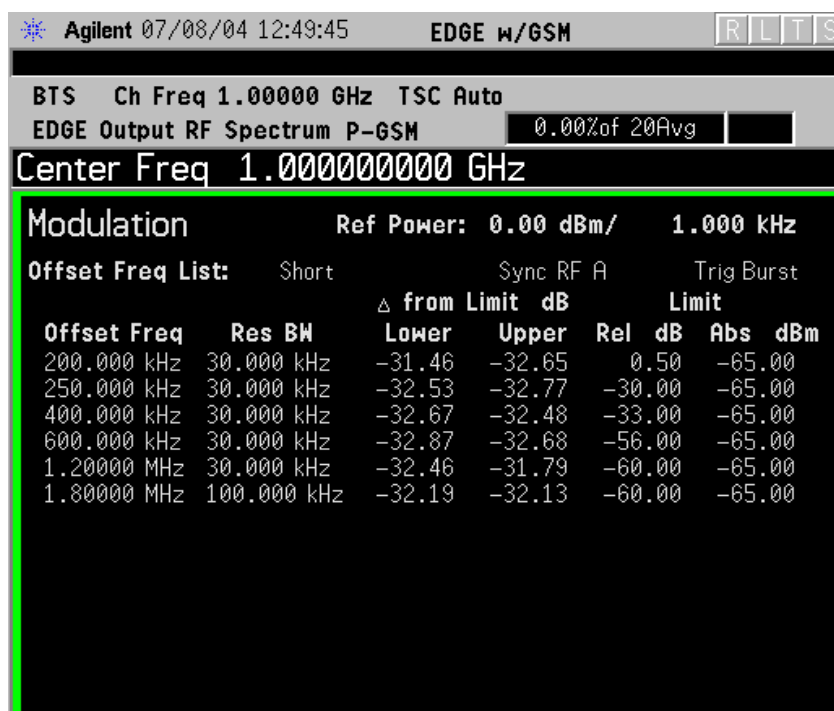 Agilent 07/08/04 12:49:45 EDGE w/GSM R L T S
BTS Ch Freq 1.00000 GHz TSC Auto
EDGE Output RF Spectrum P-GSM 0.00%of 20Avg
Center Freq 1.000000000 GHz
Modulation Ref Power: 0.00 dBm/ 1.000 kHz
Offset Freq List: Short Sync RF A Trig Burst
△ from Limit dB Limit
Offset Freq Res BW Lower Upper Rel dB Abs dBm
200.000 kHz 30.000 kHz -31.46 -32.65 0.50 -65.00
250.000 kHz 30.000 kHz -32.53 -32.77 -30.00 -65.00
400.000 kHz 30.000 kHz -32.67 -32.48 -33.00 -65.00
600.000 kHz 30.000 kHz -32.87 -32.68 -56.00 -65.00
1.20000 MHz 30.000 kHz -32.46 -31.79 -60.00 -65.00
1.80000 MHz 100.000 kHz -32.19 -32.13 -60.00 -65.00